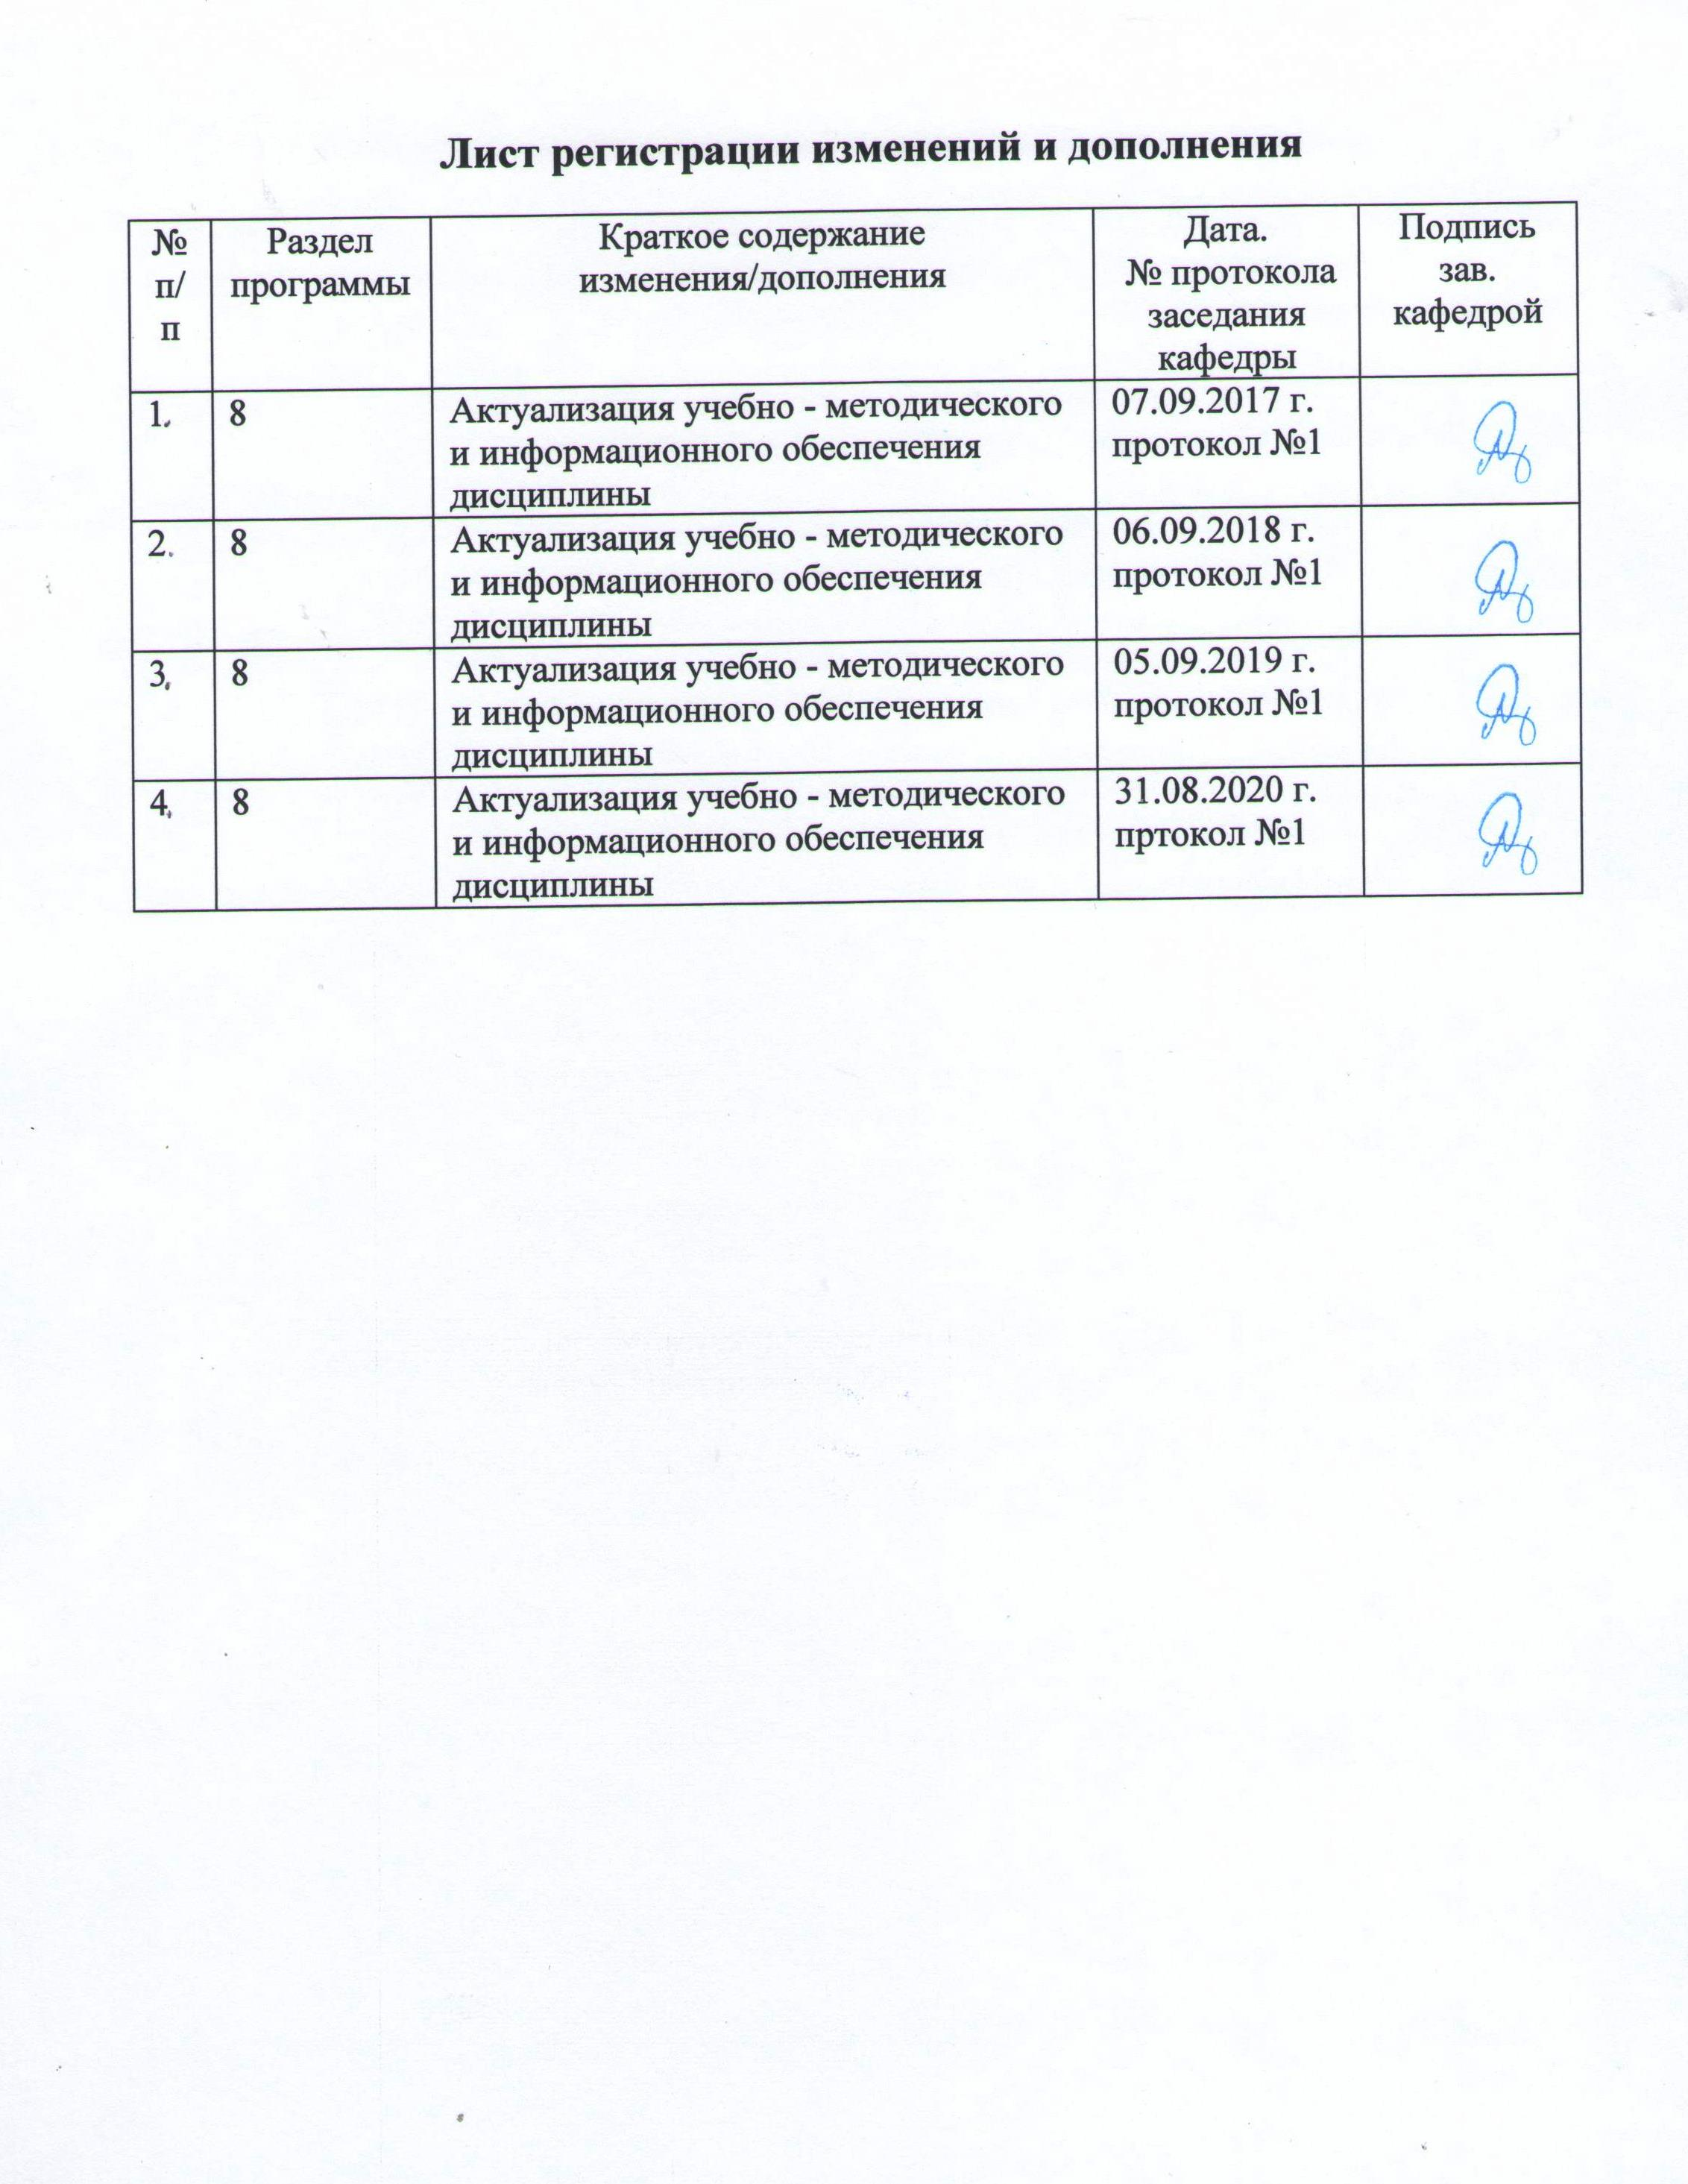 Лист регистрации изменений и дополнения
№
п/
п
Раздел
программы
Краткое содержание
изменения/дополнения
Дата.
№ протокола
заседания
кафедры
Подпись
зав.
кафедрой
1.
8
Актуализация учебно - методического
и информационного обеспечения
дисциплины
07.09.2017 г.
протокол №1
2.
8
Актуализация учебно - методического
и информационного обеспечения
дисциплины
06.09.2018 г.
протокол №1
3.
8
Актуализация учебно - методического
и информационного обеспечения
дисциплины
05.09.2019 г.
протокол №1
4.
8
Актуализация учебно - методического
и информационного обеспечения
дисциплины
31.08.2020 г.
пртокол №1